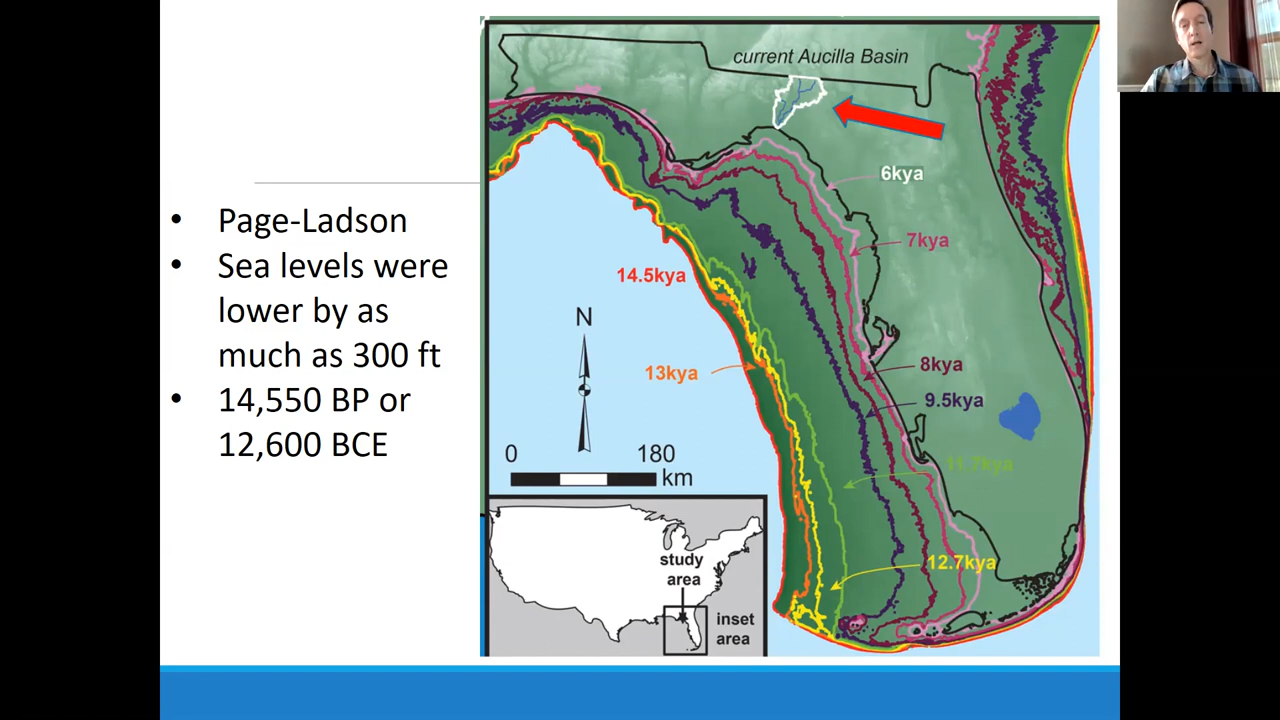 • Page-Ladson
• Sea levels were
lower by as
much as 300 ft
• 14,550 BP or
12,600 BCE
current Aucilla Basin
6kya
7kya
14.5kya
N
13kya
8kya
9.5kya
0 180
km
11.7kya
12.7kya
study
area
inset
area